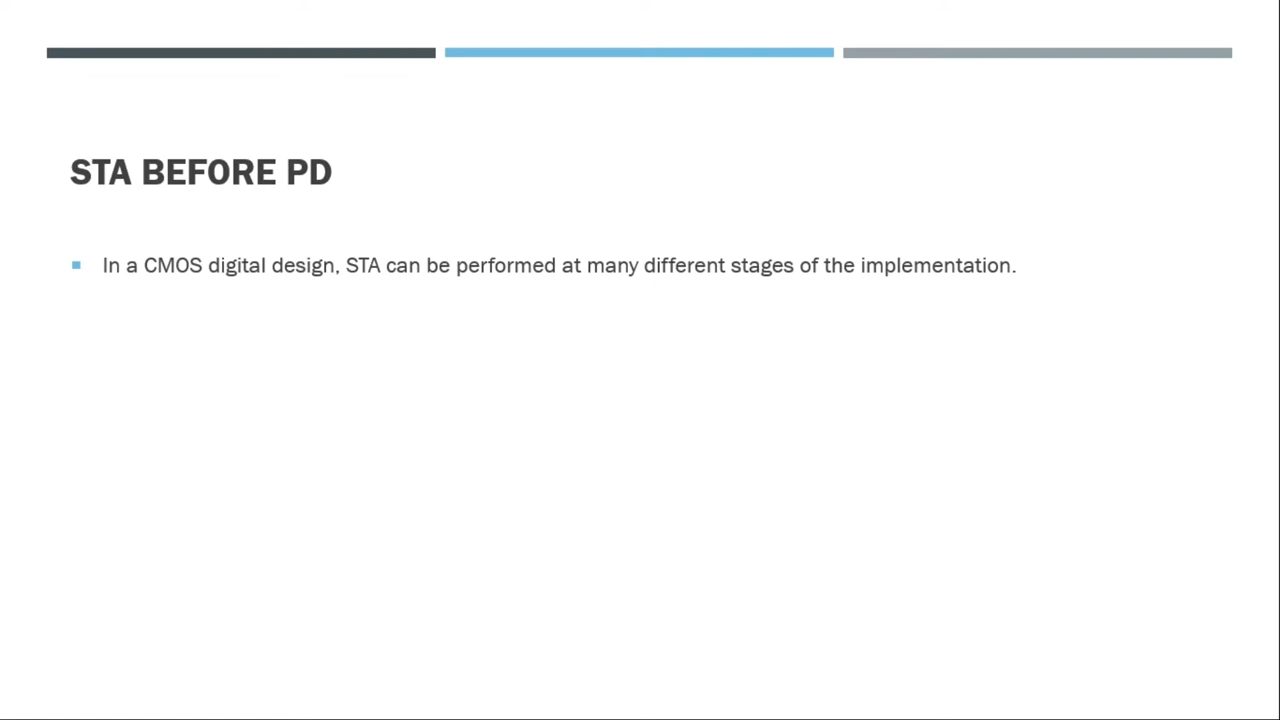 STA BEFORE PD
In a CMOS digital design, STA can be performed at many different stages of the implementation.